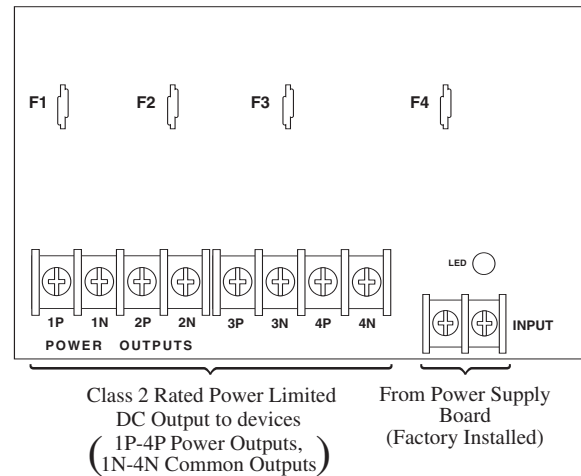 F1 F2 F3 F4
LED
1P 1N 2P 2N 3P 3N 4P 4N
INPUT
POWER OUTPUTS
Class 2 Rated Power Limited
DC Output to devices
(1P-4P Power Outputs,
1N-4N Common Outputs)
From Power Supply
Board
(Factory Installed)